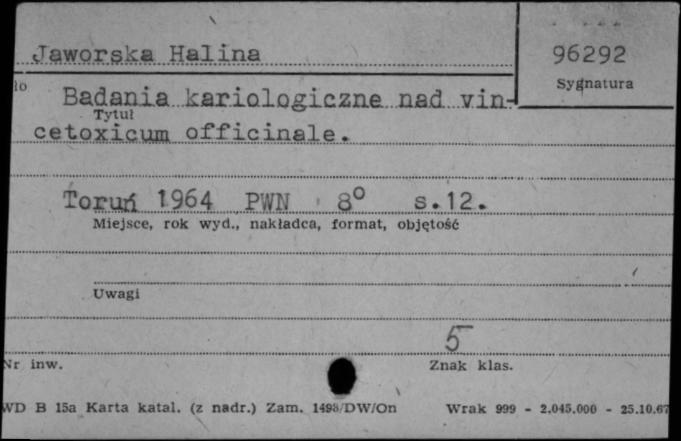 Jaworska Halina 96292
Sygnatura
Badania kariologiczne nad vin-
Tytuł
cetoxicum officinale.
Toruń 1964 PWN 8° s.12.
Miejsce, rok wyd., nakładca, format, objętość
Uwagi
5
Nr inw. Znak klas.
WD B 15a Karta katal. (z nadr.) Zam. 1498/DW/On Wrak 999 - 2.045.000 - 25.10.67